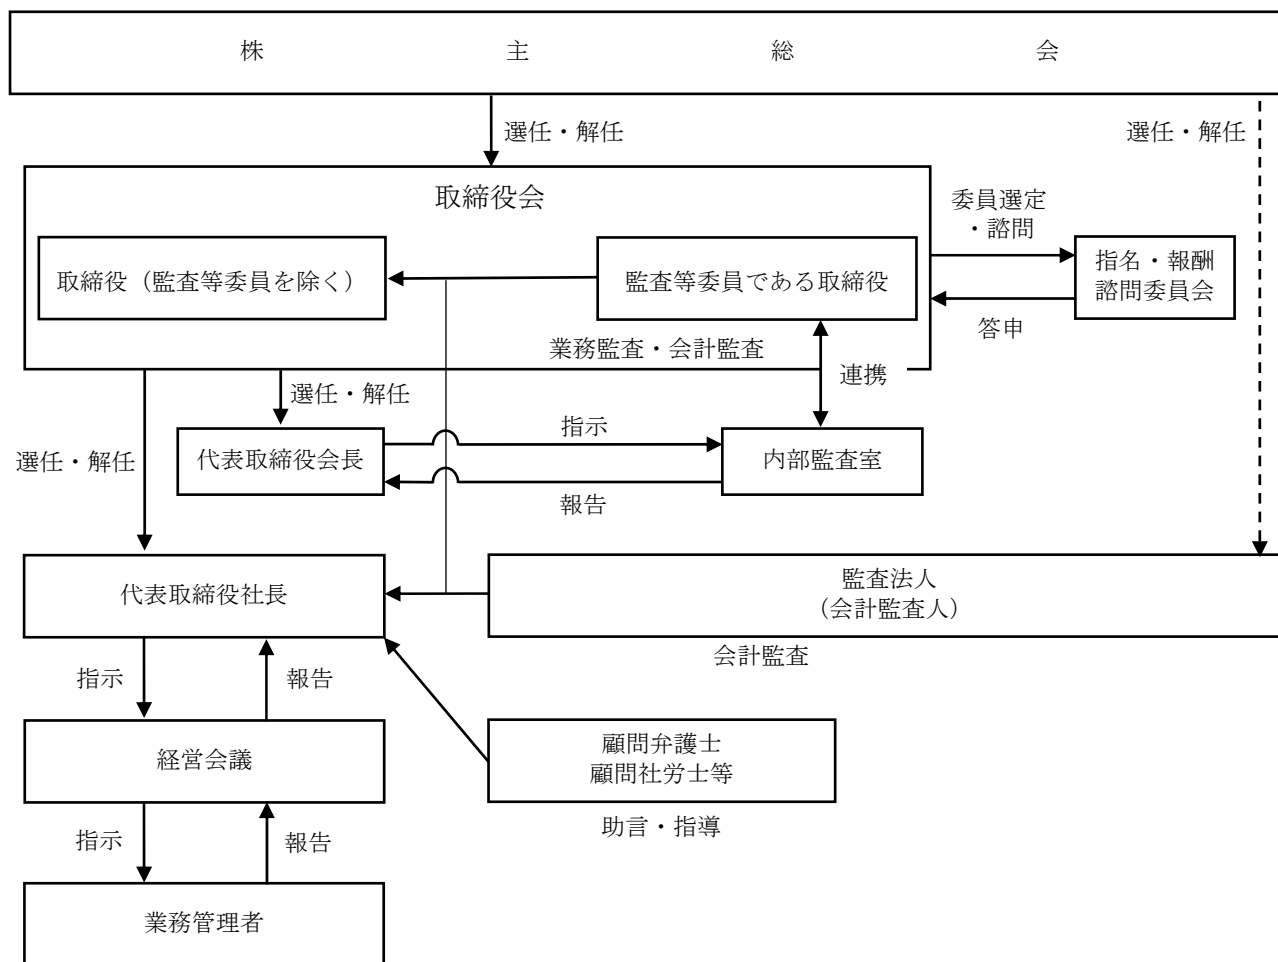 株主総会
選任・解任
選任・解任
取締役会
委員選定
・諮問
取締役（監査等委員を除く）
監査等委員である取締役
指名・報酬
諮問委員会
答申
業務監査・会計監査
連携
選任・解任
選任・解任
代表取締役会長
指示
内部監査室
報告
代表取締役社長
監査法人
（会計監査人）
会計監査
指示
報告
経営会議
顧問弁護士
顧問社労士等
助言・指導
指示
報告
業務管理者